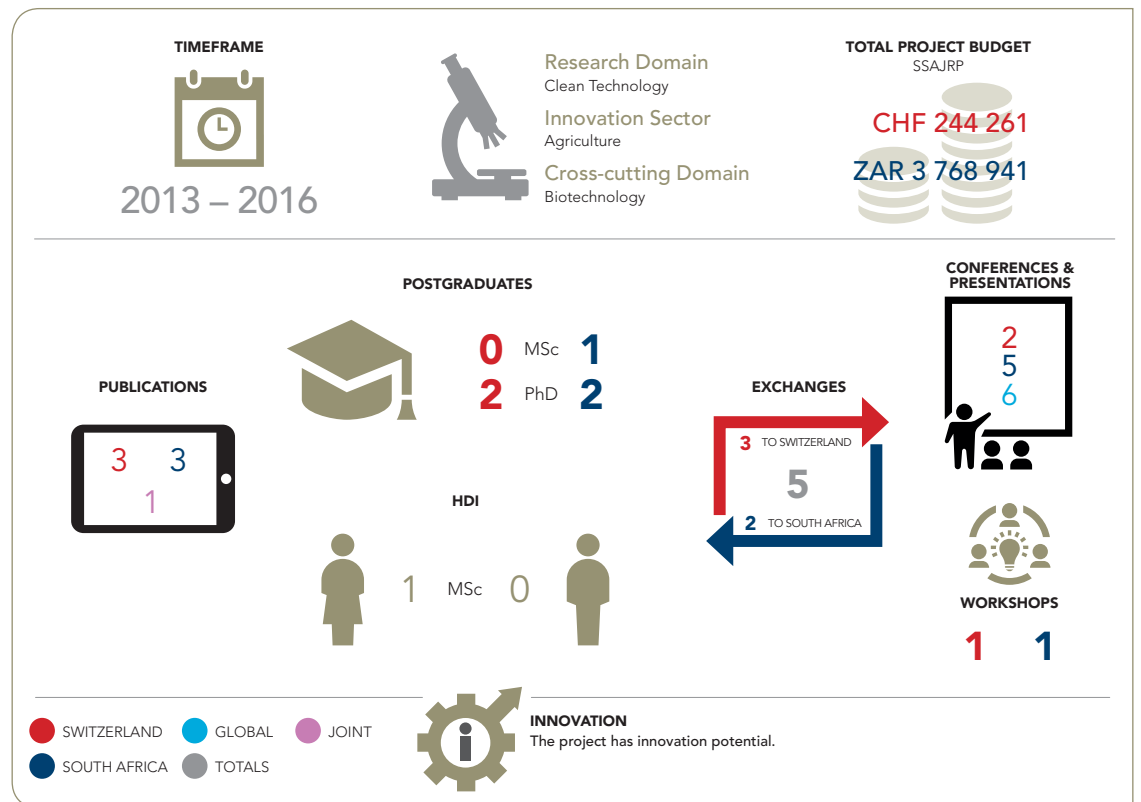 TIMEFRAME
2013 – 2016
Research Domain
Clean Technology
Innovation Sector
Agriculture
Cross-cutting Domain
Biotechnology
TOTAL PROJECT BUDGET
SSAJRP
CHF 244 261
ZAR 3 768 941
PUBLICATIONS
3 3
1
POSTGRADUATES
0 MSc 1
2 PhD 2
HDI
1 MSc 0
EXCHANGES
3 TO SWITZERLAND
5
2 TO SOUTH AFRICA
CONFERENCES &
PRESENTATIONS
2
5
6
WORKSHOPS
1 1
SWITZERLAND
GLOBAL
JOINT
SOUTH AFRICA
TOTALS
i
INNOVATION
The project has innovation potential.